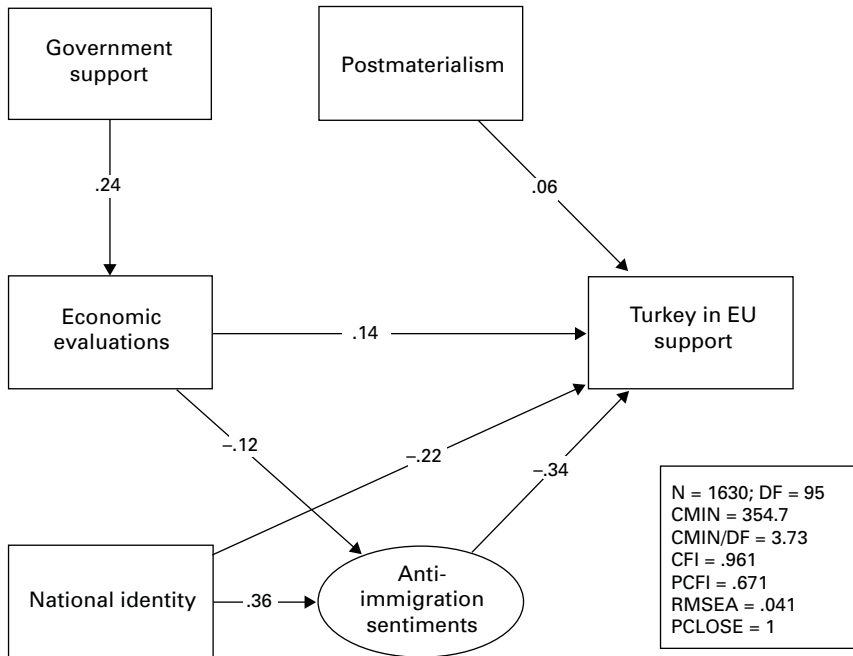 Government
support
Postmaterialism
.24
.06
Economic
evaluations
.14
Turkey in EU
support
–.12
–.22
–.34
National identity
.36
Anti-
immigration
sentiments
N = 1630; DF = 95
CMIN = 354.7
CMIN/DF = 3.73
CFI = .961
PCFI = .671
RMSEA = .041
PCLOSE = 1